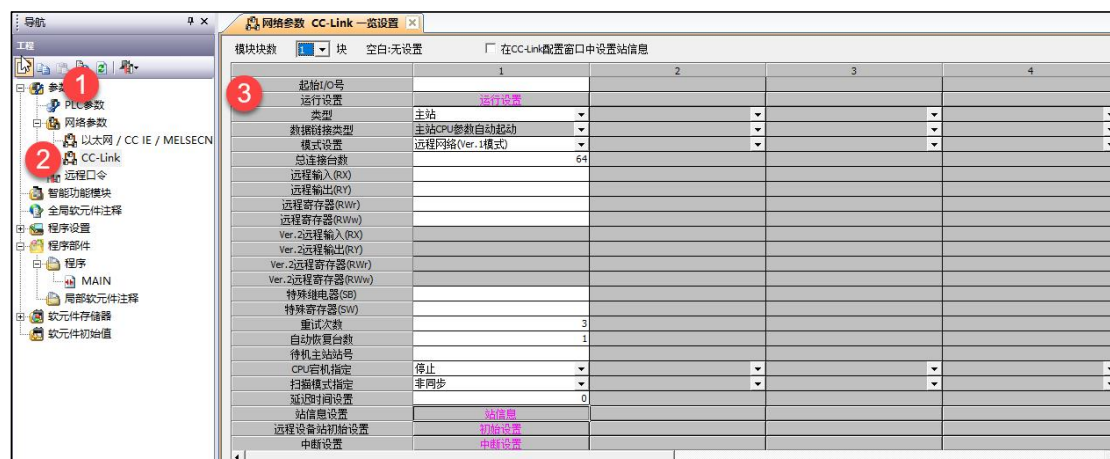 导航
工程
参
PLC参数
网络参数
以太网 / CC IE / MELSECN
CC-Link
远程口令
智能功能模块
全局软元件注释
程序设置
程序部件
程序
MAIN
局部软元件注释
软元件存储器
软元件初始值
1
2
3
网络参数 CC-Link 一览设置
模块块数 1 块 空白:无设置 在CC-Link配置窗口中设置站信息
1 2 3 4
起始I/O号
运行设置 运行设置
类型 主站
数据链接类型 主站CPU参数自动起动
模式设置 远程网络(Ver.1模式)
总连接台数 64
远程输入(RX)
远程输出(RY)
远程寄存器(RWr)
远程寄存器(RWw)
Ver.2远程输入(RX)
Ver.2远程输出(RY)
Ver.2远程寄存器(RWr)
Ver.2远程寄存器(RWw)
特殊继电器(SB)
特殊寄存器(SW)
重试次数 3
自动恢复台数 1
待机主站站号
CPU宕机指定 停止
扫描模式指定 非同步
延迟时间设置 0
站信息设置 站信息
远程设备站初始设置 初始设置
中断设置 中断设置